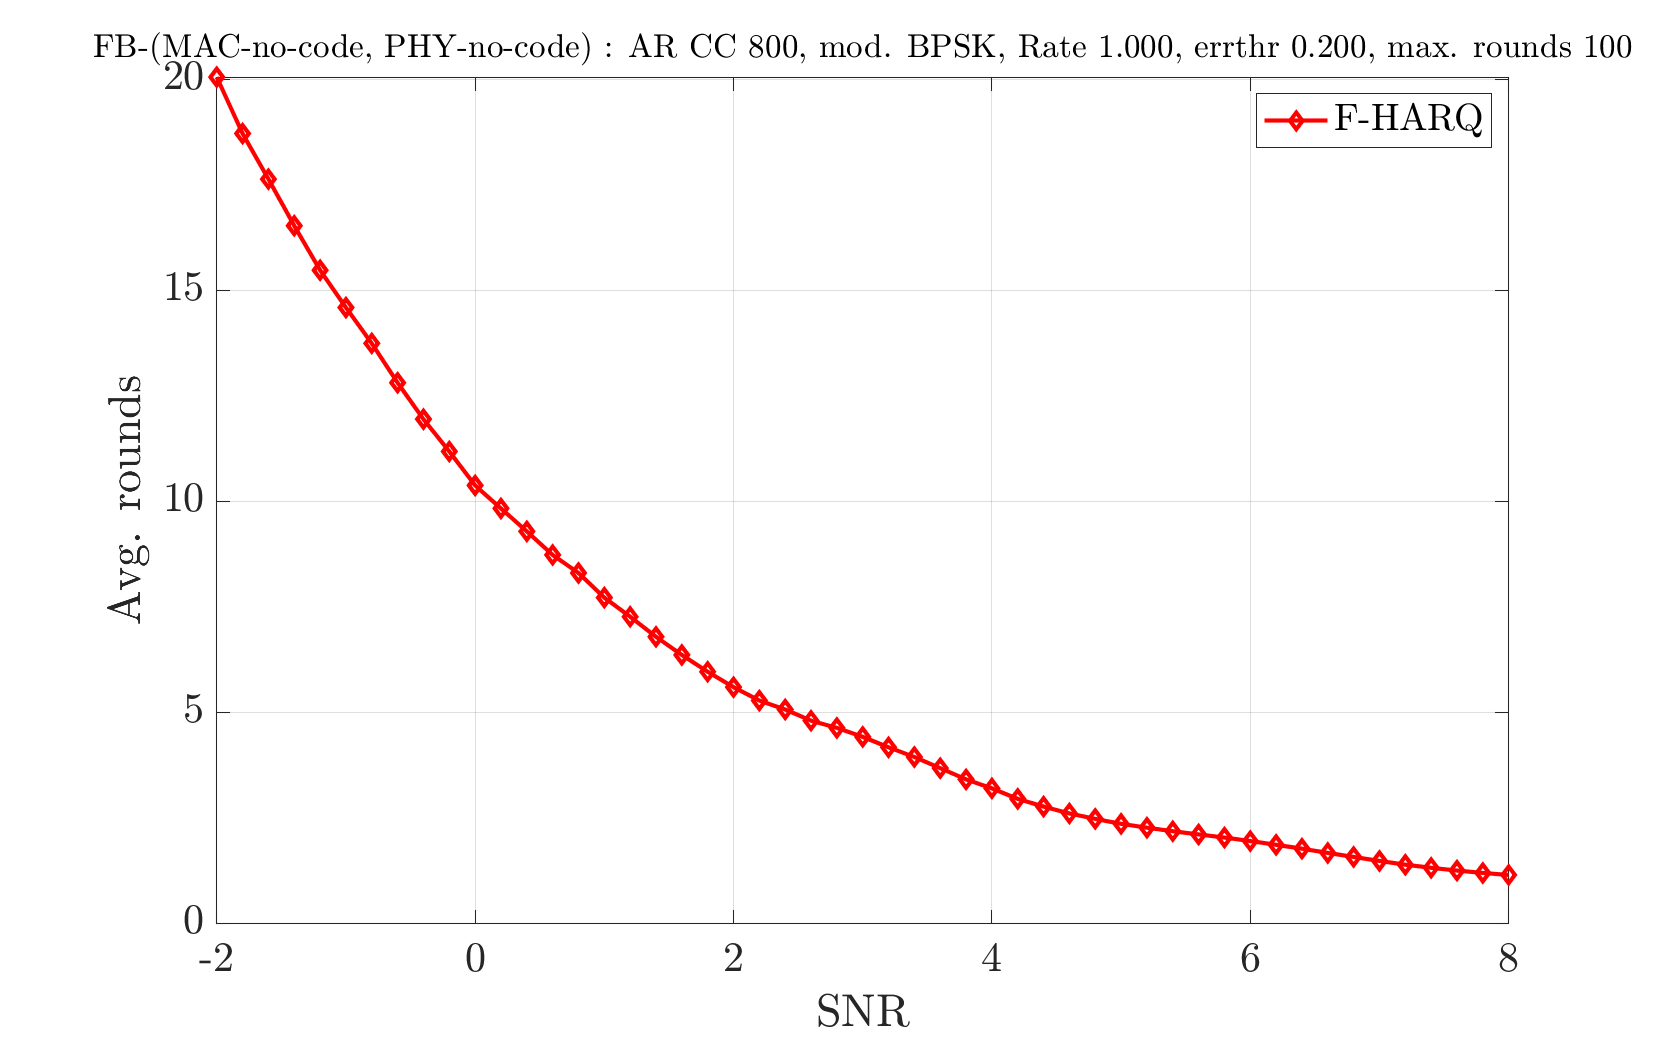 FB-(MAC-no-code, PHY-no-code) : AR CC 800, mod. BPSK, Rate 1.000, errthr 0.200, max. rounds 100
F-HARQ
20
15
10
5
0
Avg. rounds
-2 0 2 4 6 8
SNR